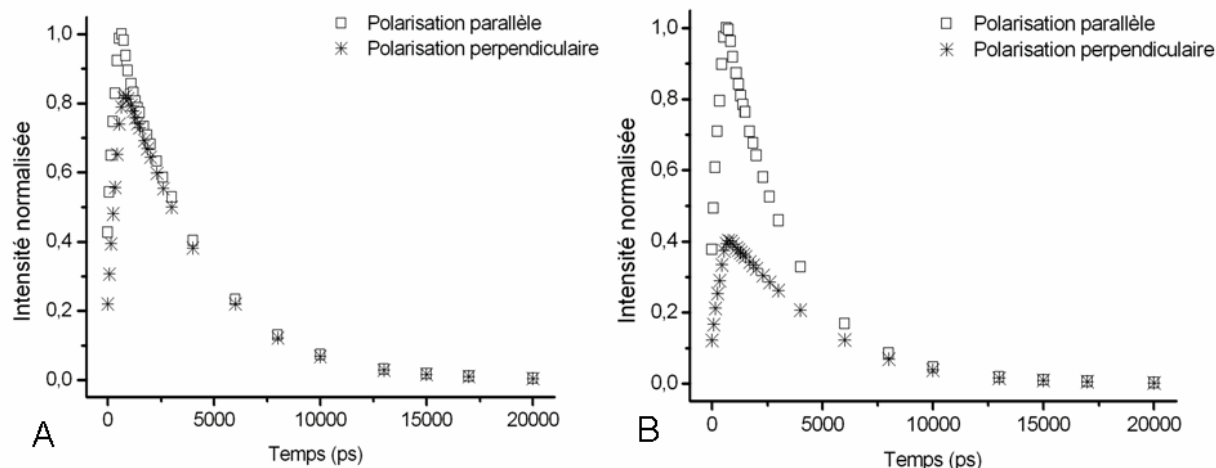 Polarisation parallèle
Polarisation perpendiculaire
1,0
0,8
0,6
0,4
0,2
0,0
Intensité normalisée
0 5000 10000 15000 20000
Temps (ps)
A
Polarisation parallèle
Polarisation perpendiculaire
1,0
0,8
0,6
0,4
0,2
0,0
Intensité normalisée
0 5000 10000 15000 20000
Temps (ps)
B